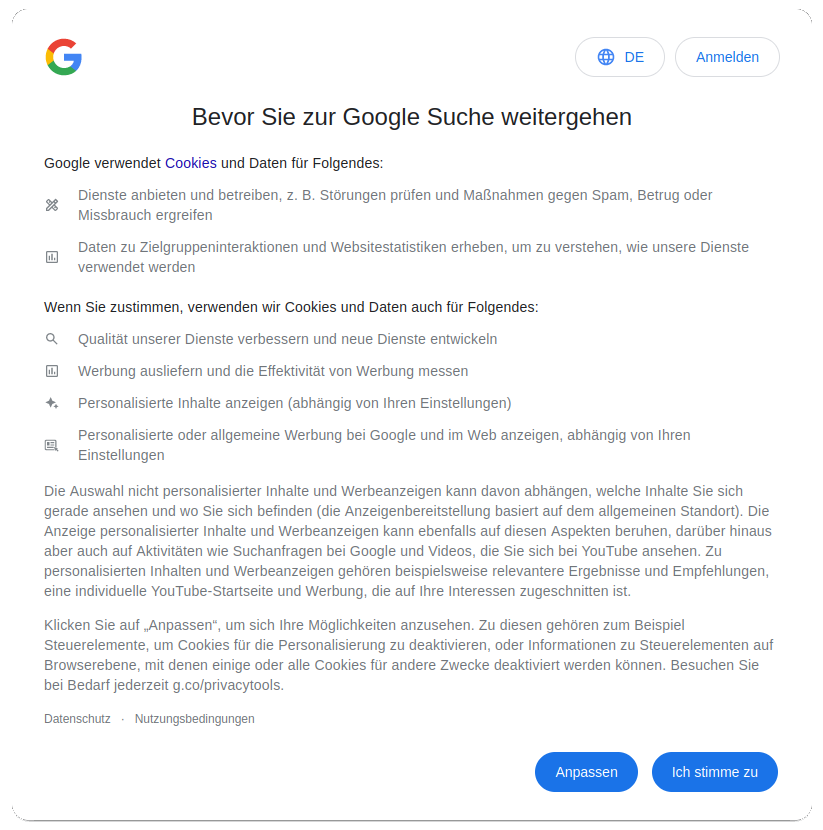 DE
Anmelden
Bevor Sie zur Google Suche weitergehen
Google verwendet Cookies und Daten für Folgendes:
Dienste anbieten und betreiben, z. B. Störungen prüfen und Maßnahmen gegen Spam, Betrug oder
Missbrauch ergreifen
Daten zu Zielgruppeninteraktionen und Websitestatistiken erheben, um zu verstehen, wie unsere Dienste
verwendet werden
Wenn Sie zustimmen, verwenden wir Cookies und Daten auch für Folgendes:
Qualität unserer Dienste verbessern und neue Dienste entwickeln
Werbung ausliefern und die Effektivität von Werbung messen
Personalisierte Inhalte anzeigen (abhängig von Ihren Einstellungen)
Personalisierte oder allgemeine Werbung bei Google und im Web anzeigen, abhängig von Ihren
Einstellungen
Die Auswahl nicht personalisierter Inhalte und Werbeanzeigen kann davon abhängen, welche Inhalte Sie sich
gerade ansehen und wo Sie sich befinden (die Anzeigenbereitstellung basiert auf dem allgemeinen Standort). Die
Anzeige personalisierter Inhalte und Werbeanzeigen kann ebenfalls auf diesen Aspekten beruhen, darüber hinaus
aber auch auf Aktivitäten wie Suchanfragen bei Google und Videos, die Sie sich bei YouTube ansehen. Zu
personalisierten Inhalten und Werbeanzeigen gehören beispielsweise relevantere Ergebnisse und Empfehlungen,
eine individuelle YouTube-Startseite und Werbung, die auf Ihre Interessen zugeschnitten ist.
Klicken Sie auf „Anpassen“, um sich Ihre Möglichkeiten anzusehen. Zu diesen gehören zum Beispiel
Steuerelemente, um Cookies für die Personalisierung zu deaktivieren, oder Informationen zu Steuerelementen auf
Browserebene, mit denen einige oder alle Cookies für andere Zwecke deaktiviert werden können. Besuchen Sie
bei Bedarf jederzeit g.co/privacytools.
Datenschutz · Nutzungsbedingungen
Anpassen
Ich stimme zu